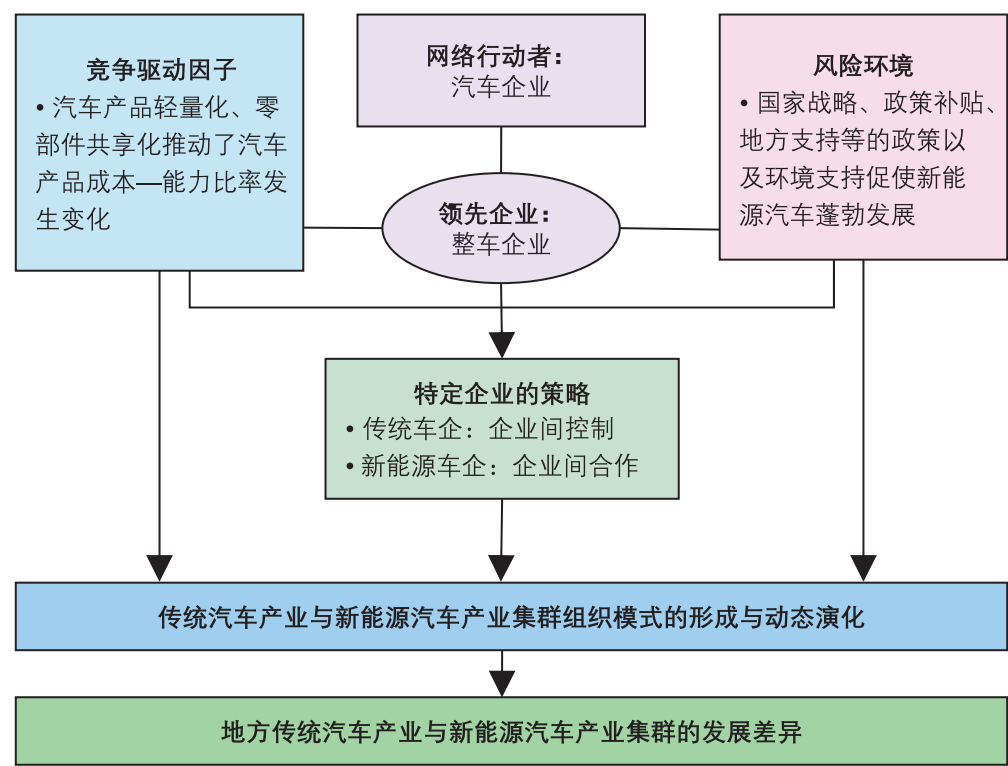 竞争驱动因子
• 汽车产品轻量化、零
部件共享化推动了汽车
产品成本—能力比率发
生变化
网络行动者:
汽车企业
领先企业:
整车企业
风险环境
• 国家战略、政策补贴、
地方支持等的政策以
及环境支持促使新能
源汽车蓬勃发展
特定企业的策略
• 传统车企：企业间控制
• 新能源车企：企业间合作
传统汽车产业与新能源汽车产业集群组织模式的形成与动态演化
地方传统汽车产业与新能源汽车产业集群的发展差异